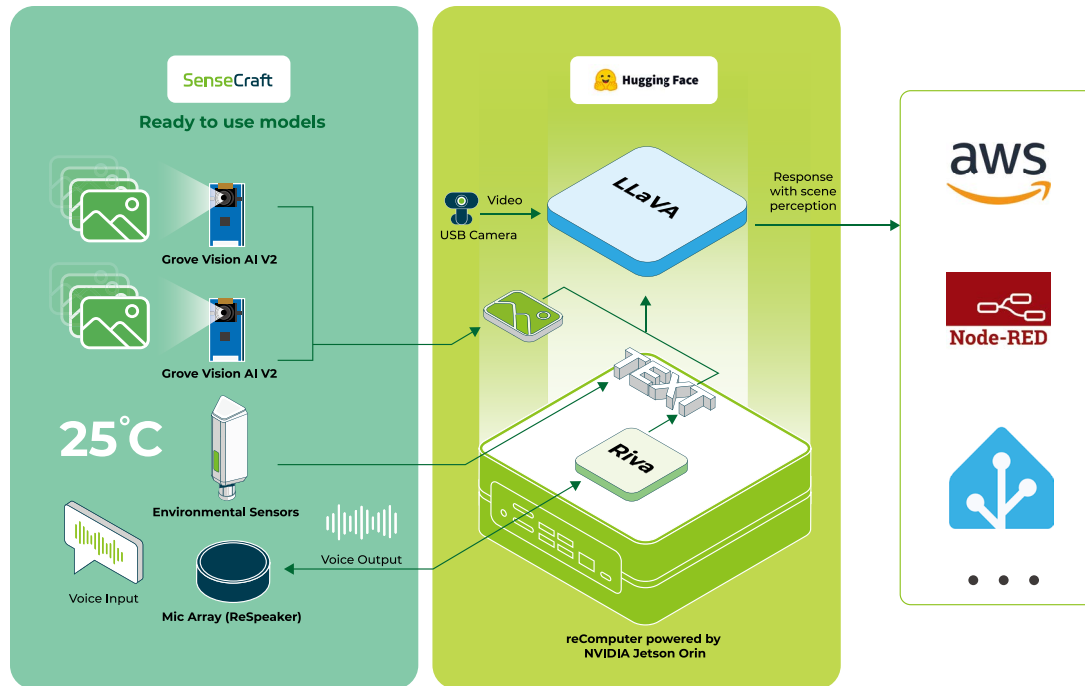 SenseCraft
Ready to use models
Grove Vision AI V2
Grove Vision AI V2
25°C
Environmental Sensors
Voice Input
Voice Output
Mic Array (ReSpeaker)
Hugging Face
Video
USB Camera
LLaVA
TEXT
Riva
reComputer powered by
NVIDIA Jetson Orin
Response
with scene
perception
aws
Node-RED